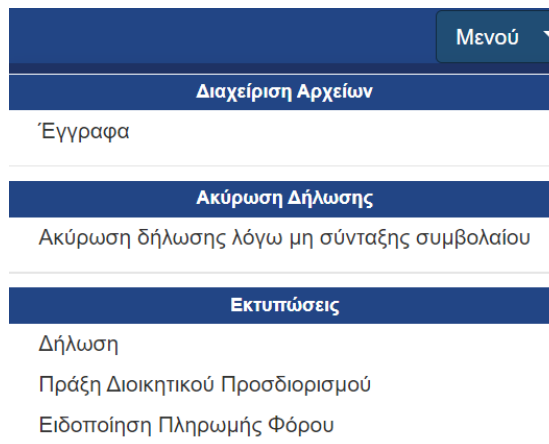 Μενού
Διαχείριση Αρχείων
Έγγραφα
Ακύρωση Δήλωσης
Ακύρωση δήλωσης λόγω μη σύνταξης συμβολαίου
Εκτυπώσεις
Δήλωση
Πράξη Διοικητικού Προσδιορισμού
Ειδοποίηση Πληρωμής Φόρου